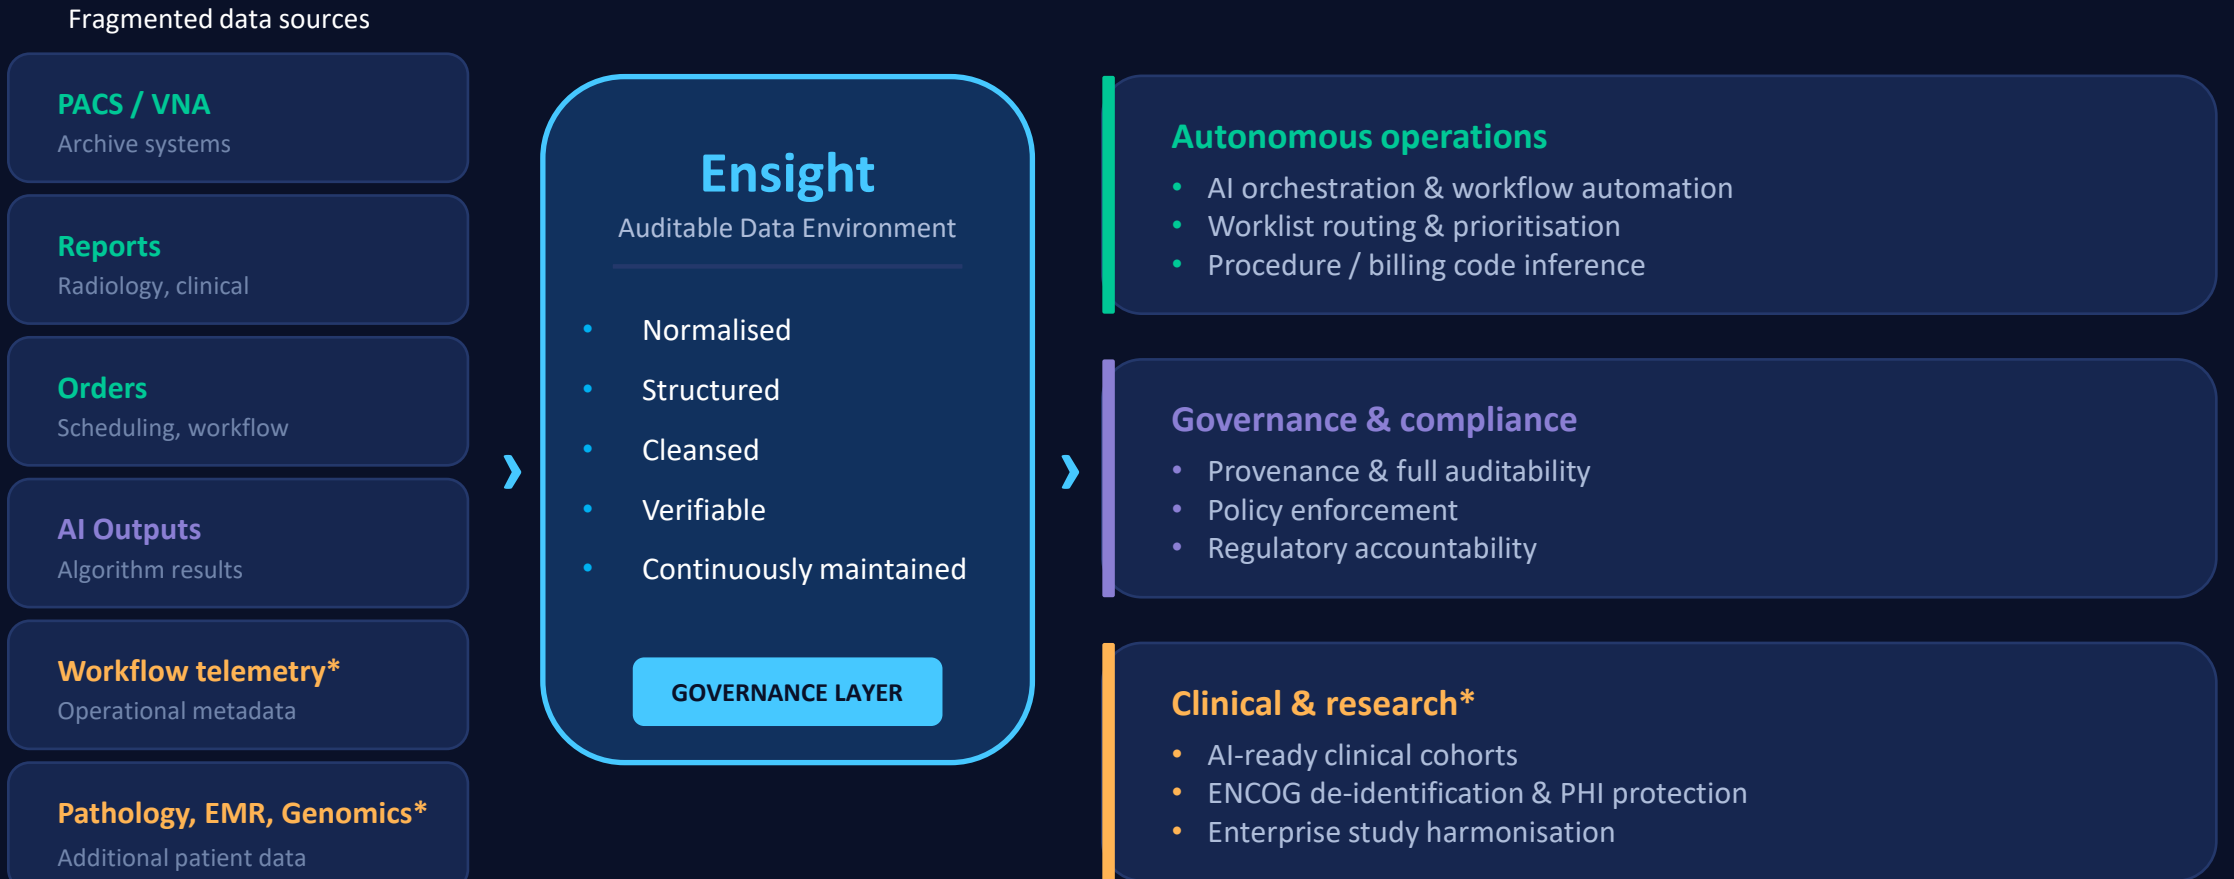 Fragmented data sources
PACS / VNA
Archive systems
Reports
Radiology, clinical
Orders
Scheduling, workflow
AI Outputs
Algorithm results
Workflow telemetry*
Operational metadata
Pathology, EMR, Genomics*
Additional patient data
›
Ensight
Auditable Data Environment
• Normalised
• Structured
• Cleansed
• Verifiable
• Continuously maintained
GOVERNANCE LAYER
›
Autonomous operations
• AI orchestration & workflow automation
• Worklist routing & prioritisation
• Procedure / billing code inference
Governance & compliance
• Provenance & full auditability
• Policy enforcement
• Regulatory accountability
Clinical & research*
• AI-ready clinical cohorts
• ENCOG de-identification & PHI protection
• Enterprise study harmonisation